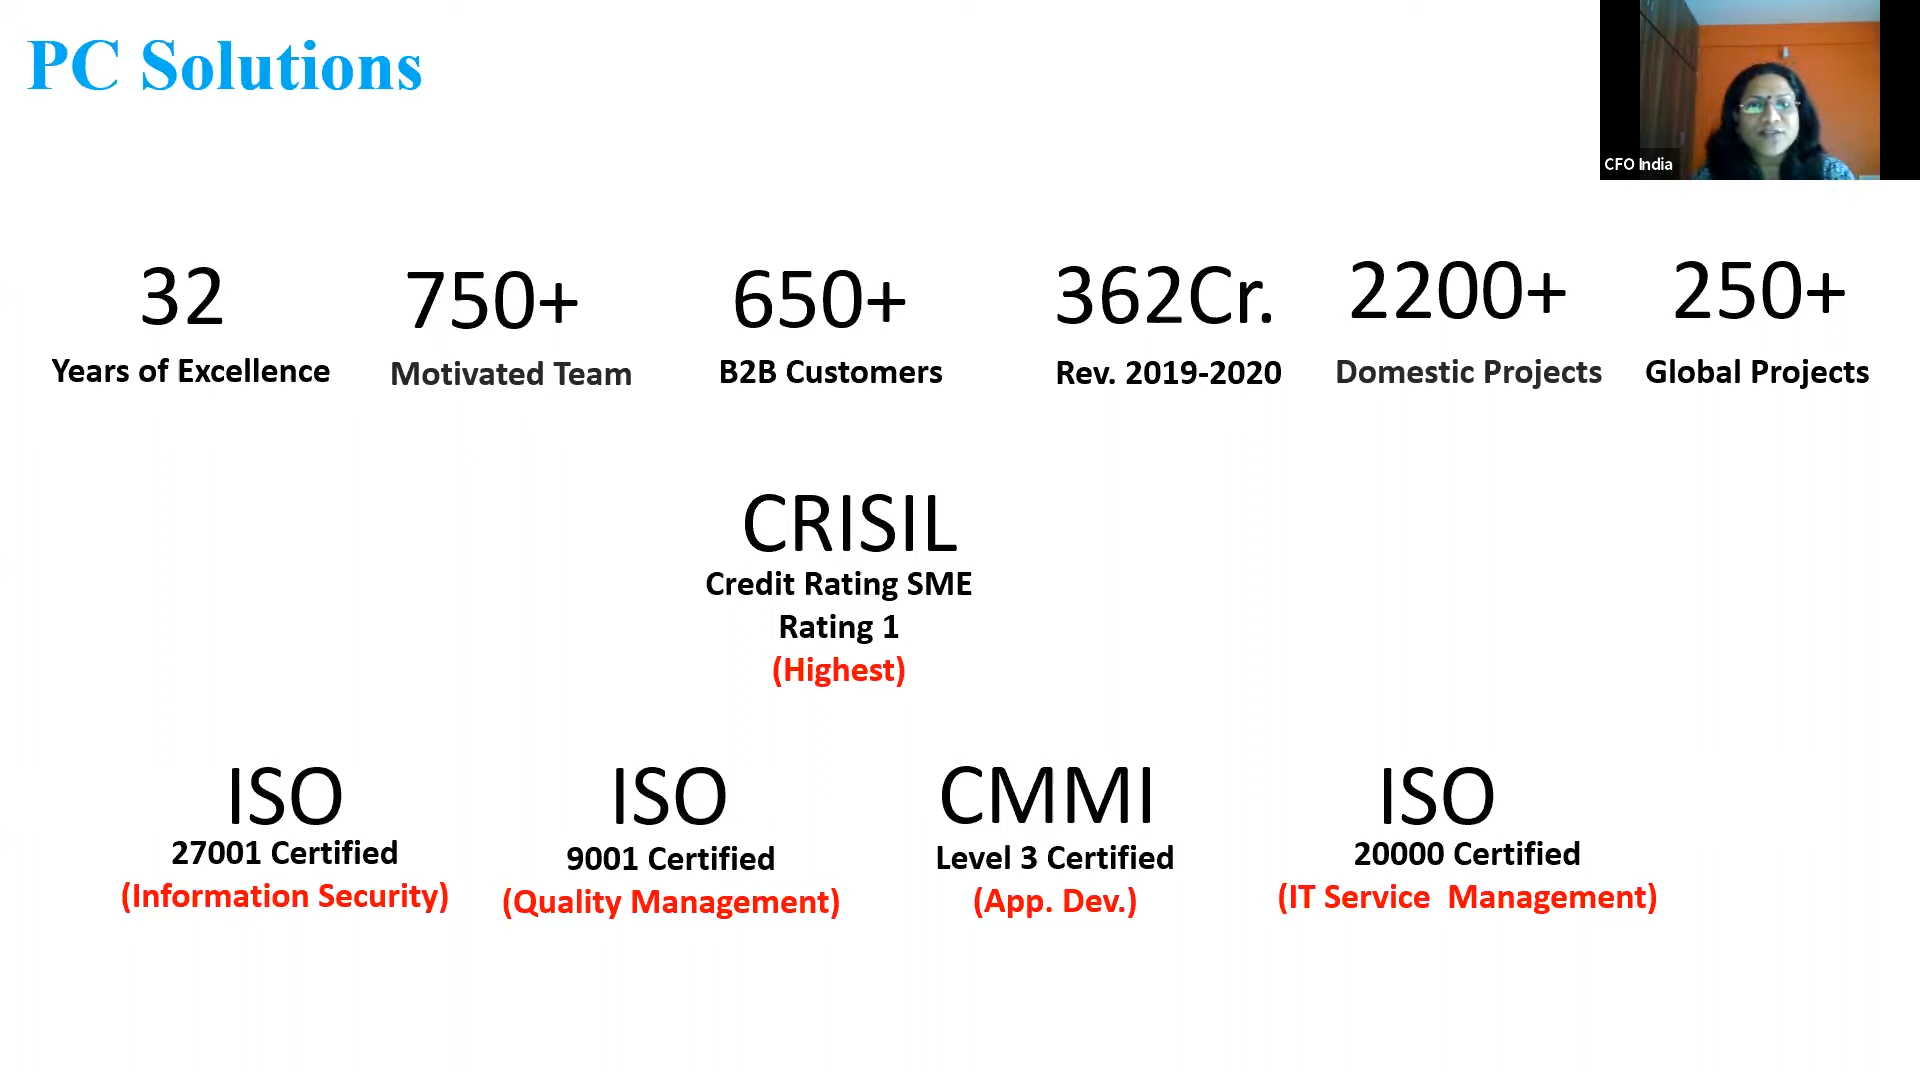 PC Solutions
CFO India
32
Years of Excellence
750+
Motivated Team
650+
B2B Customers
362Cr.
Rev. 2019-2020
2200+
Domestic Projects
250+
Global Projects
CRISIL
Credit Rating SME
Rating 1
(Highest)
ISO
27001 Certified
(Information Security)
ISO
9001 Certified
(Quality Management)
CMMI
Level 3 Certified
(App. Dev.)
ISO
20000 Certified
(IT Service  Management)